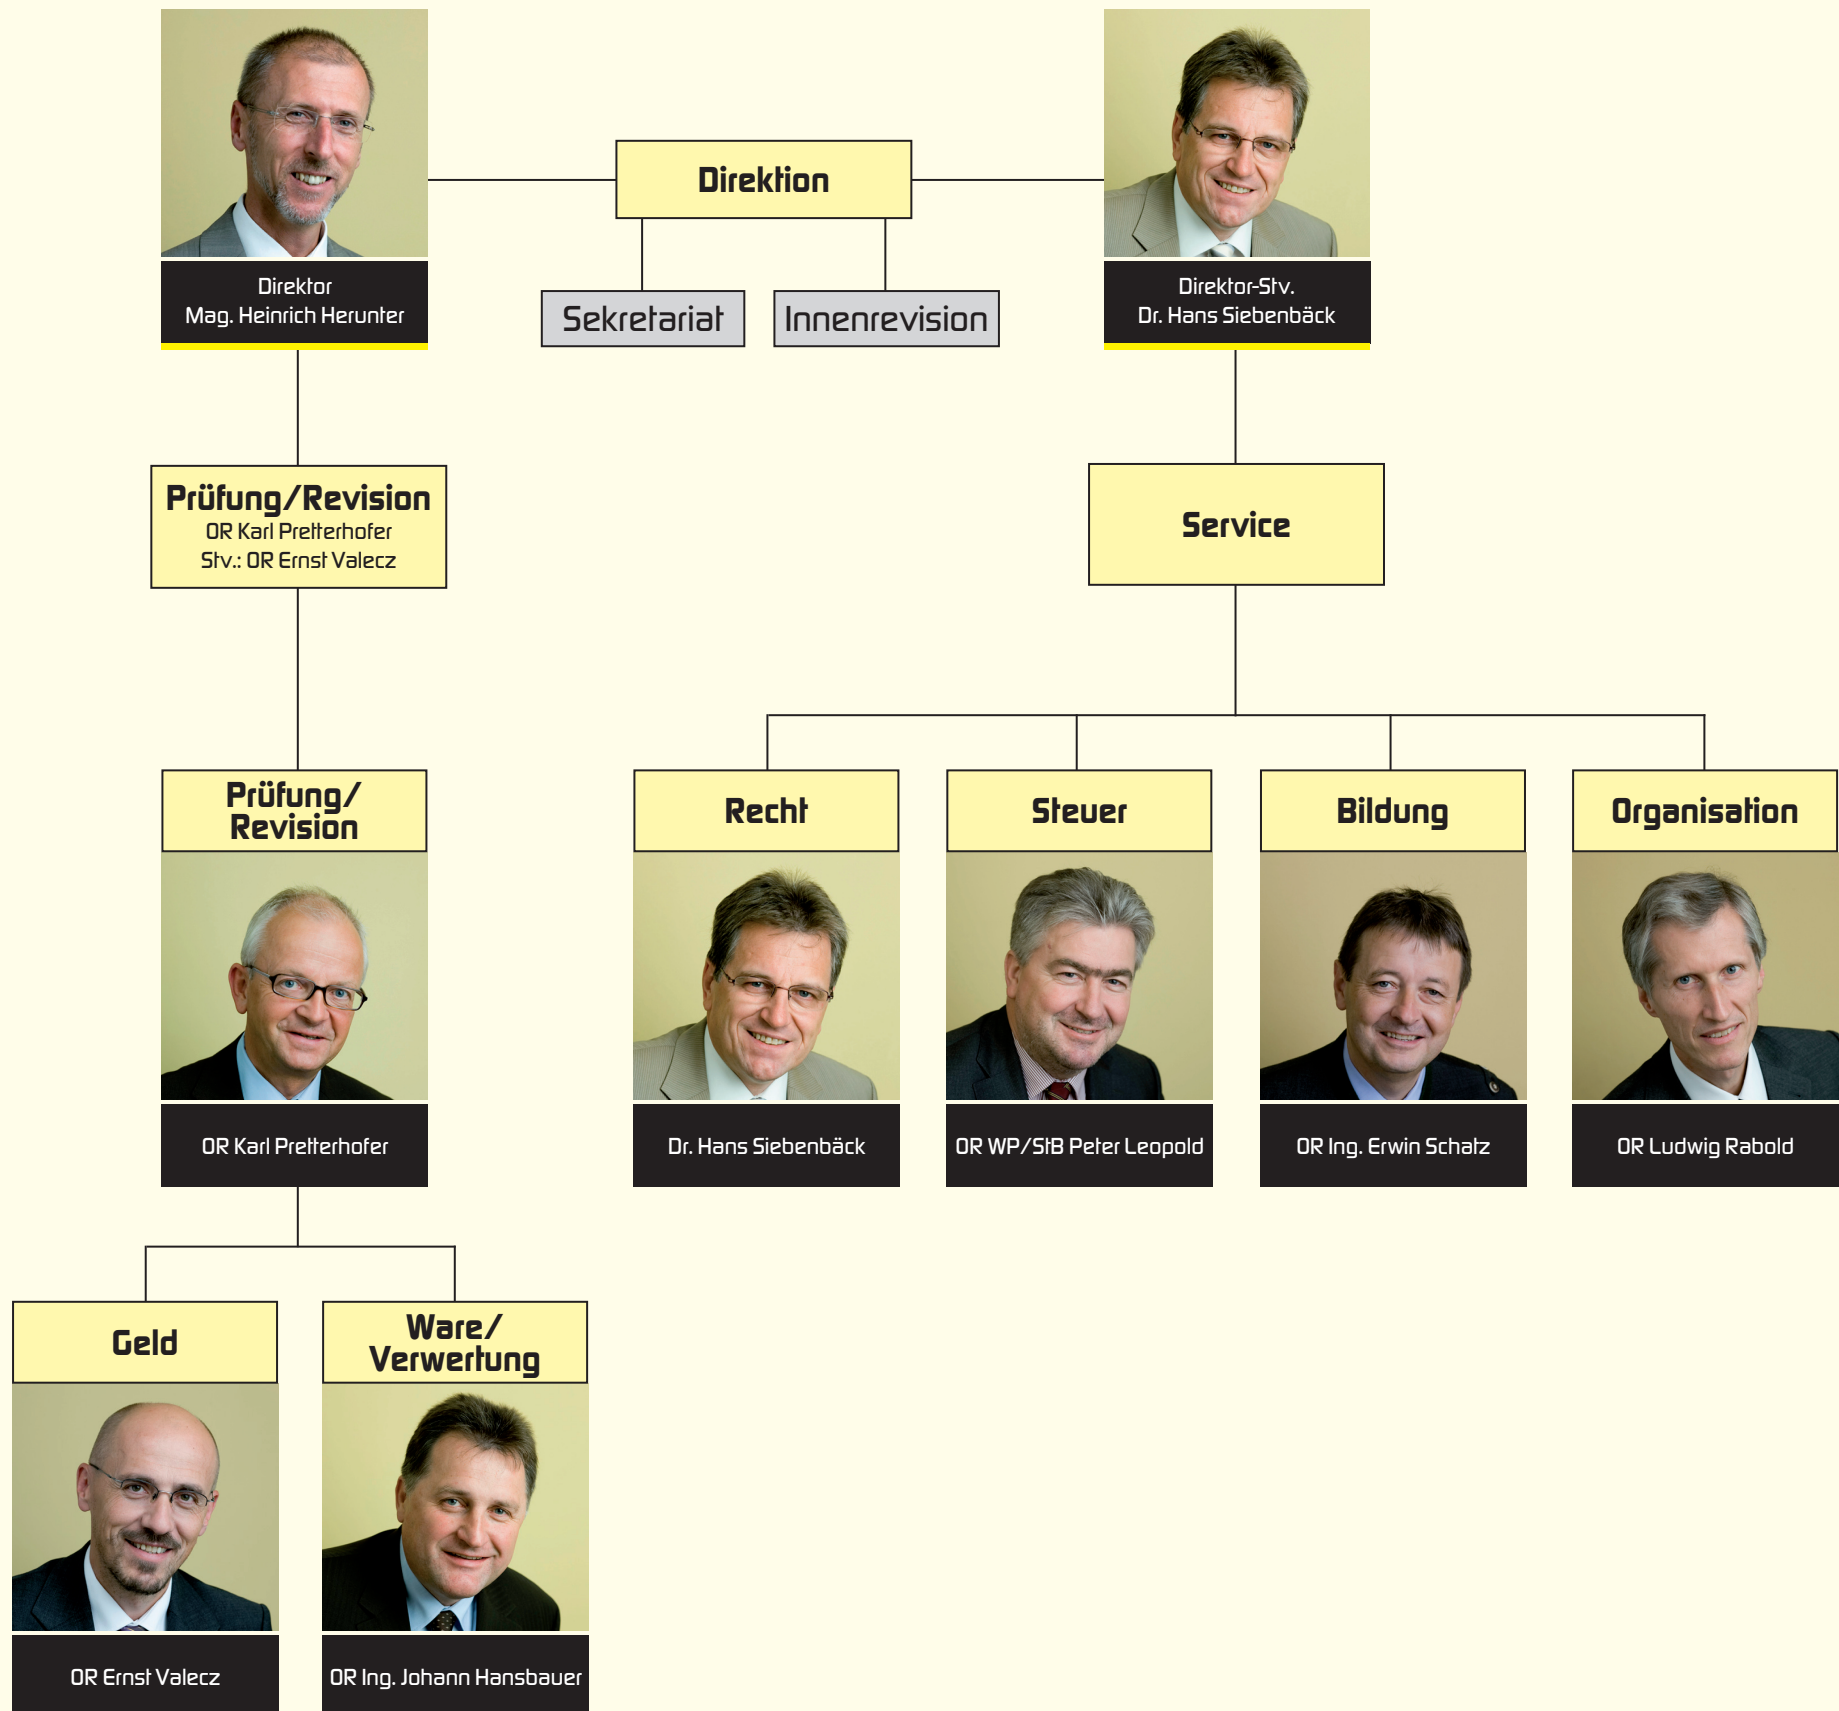 Direktion
Direktor
Mag. Heinrich Herunter
Sekretariat
Innenrevision
Direktor-Stv.
Dr. Hans Siebenbäck
Prüfung/Revision
OR Karl Pretterhofer
Stv.: OR Ernst Valecz
Service
Prüfung/
Revision
OR Karl Pretterhofer
Recht
Dr. Hans Siebenbäck
Steuer
OR WP/StB Peter Leopold
Bildung
OR Ing. Erwin Schatz
Organisation
OR Ludwig Rabold
Geld
OR Ernst Valecz
Ware/
Verwertung
OR Ing. Johann Hansbauer